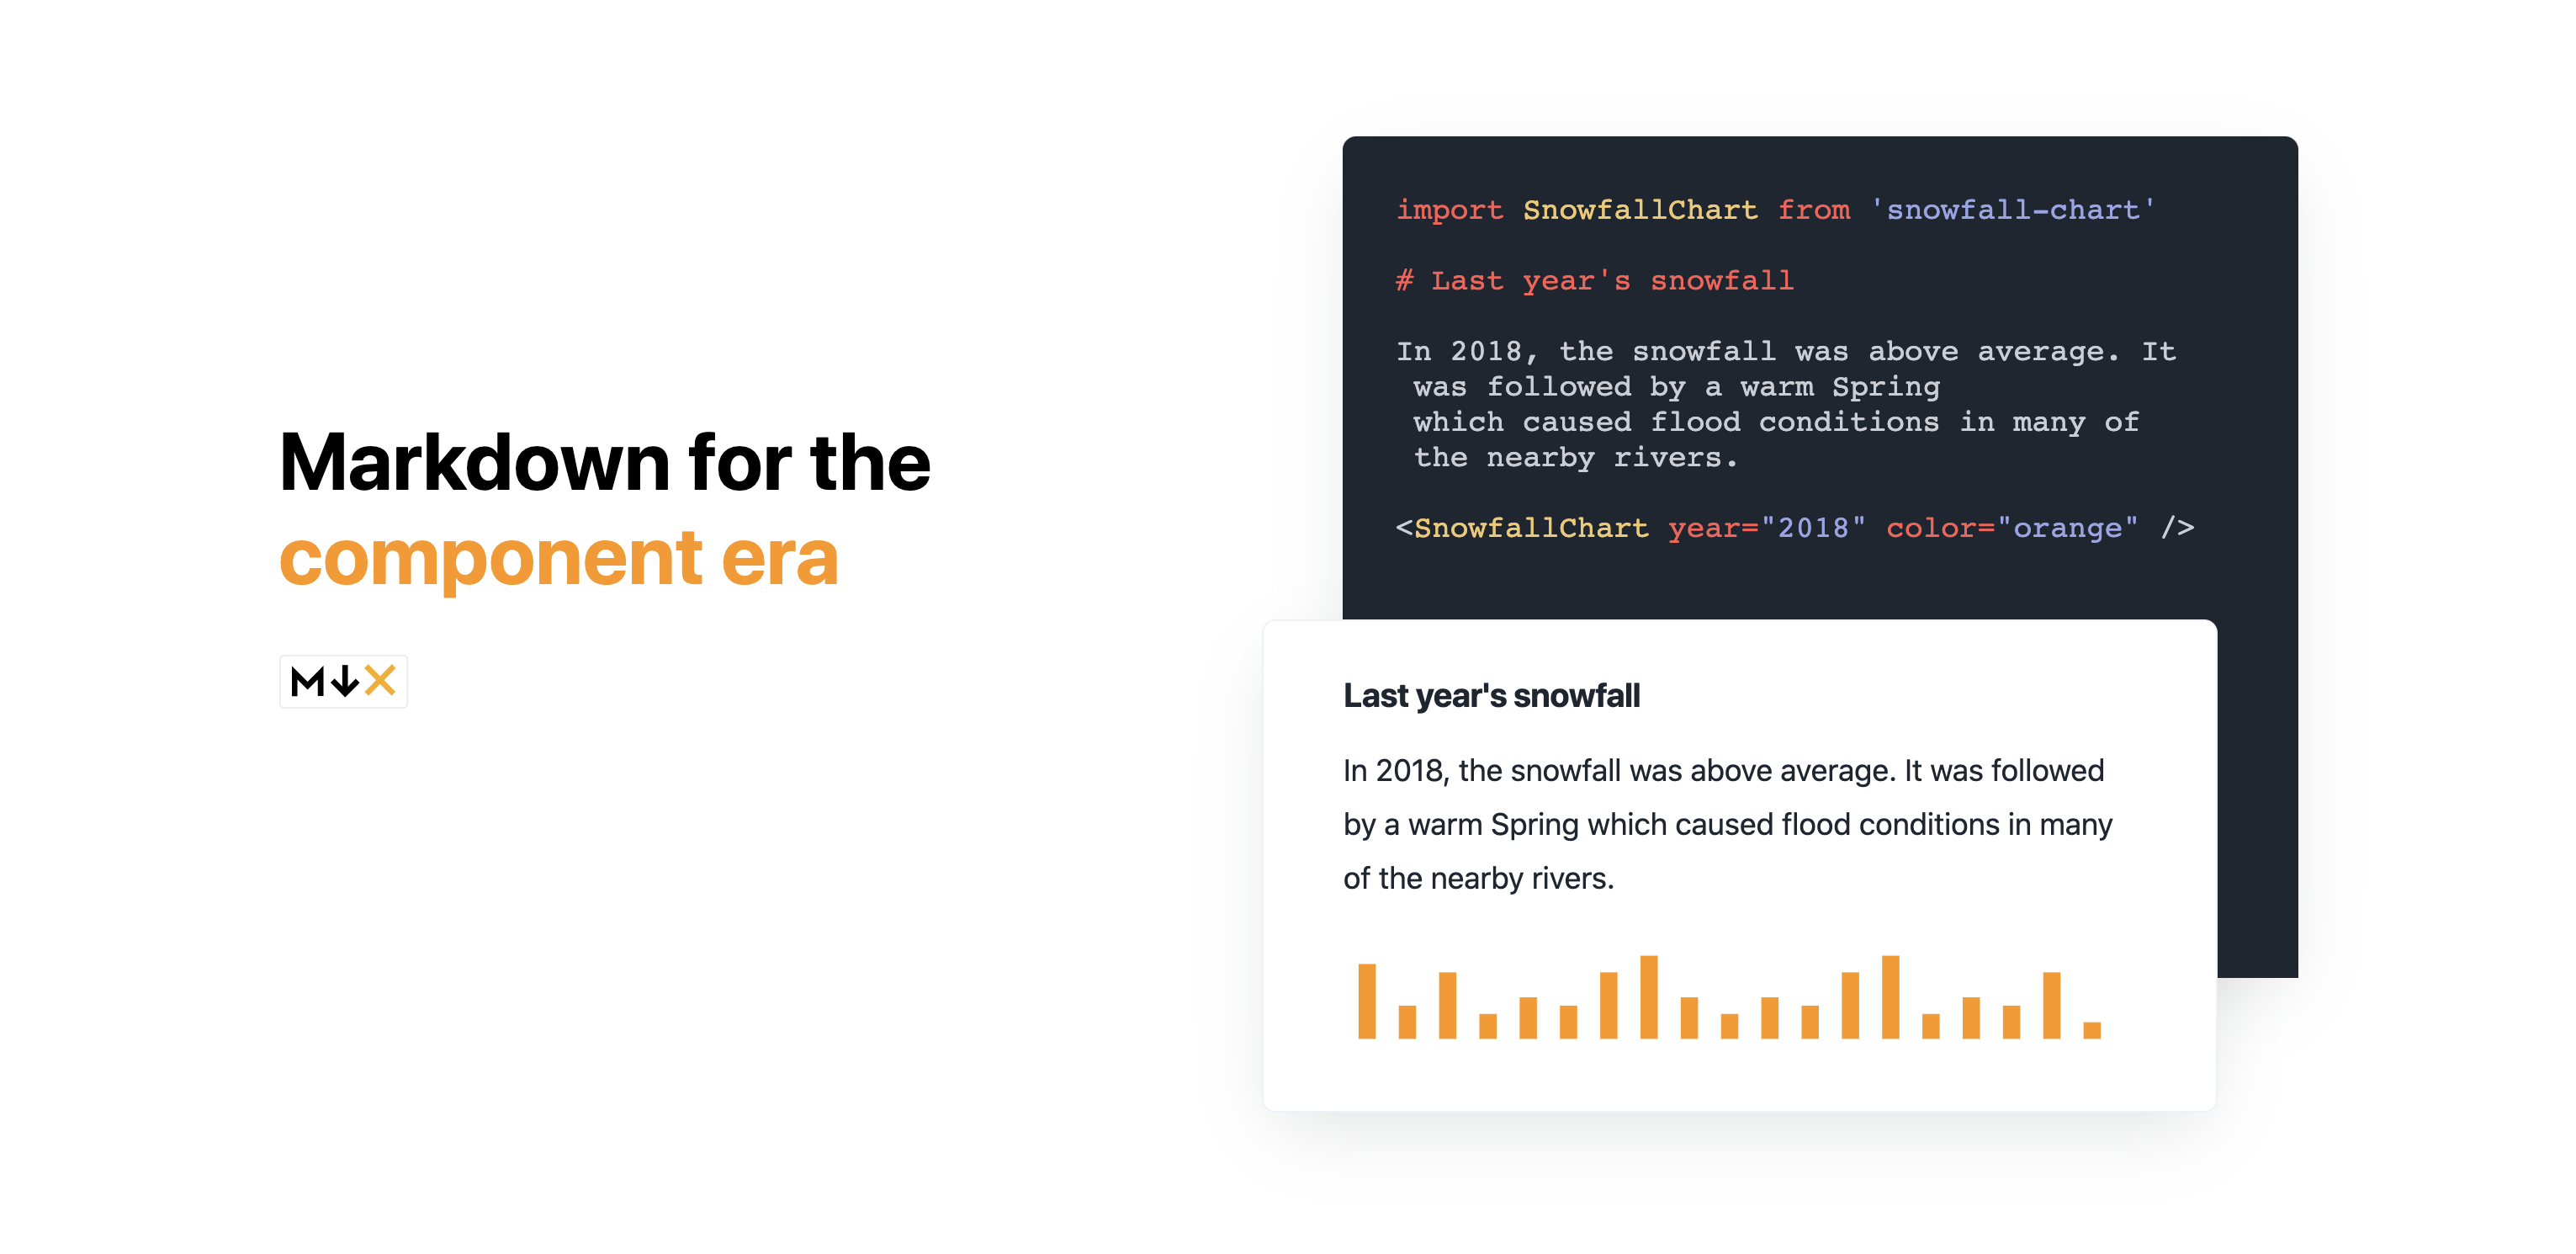 Markdown for the
component era
M↓X
import SnowfallChart from 'snowfall-chart'
# Last year's snowfall
In 2018, the snowfall was above average. It
was followed by a warm Spring
which caused flood conditions in many of
the nearby rivers.
<SnowfallChart year="2018" color="orange" />
Last year's snowfall
In 2018, the snowfall was above average. It was followed
by a warm Spring which caused flood conditions in many
of the nearby rivers.